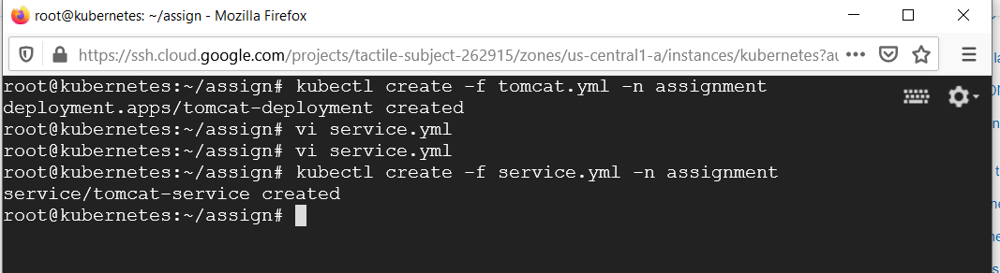 root@kubernetes: ~/assign - Mozilla Firefox
https://ssh.cloud.google.com/projects/tactile-subject-262915/zones/us-central1-a/instances/kubernetes?au
root@kubernetes:~/assign# kubectl create -f tomcat.yml -n assignment
deployment.apps/tomcat-deployment created
root@kubernetes:~/assign# vi service.yml
root@kubernetes:~/assign# vi service.yml
root@kubernetes:~/assign# kubectl create -f service.yml -n assignment
service/tomcat-service created
root@kubernetes:~/assign#